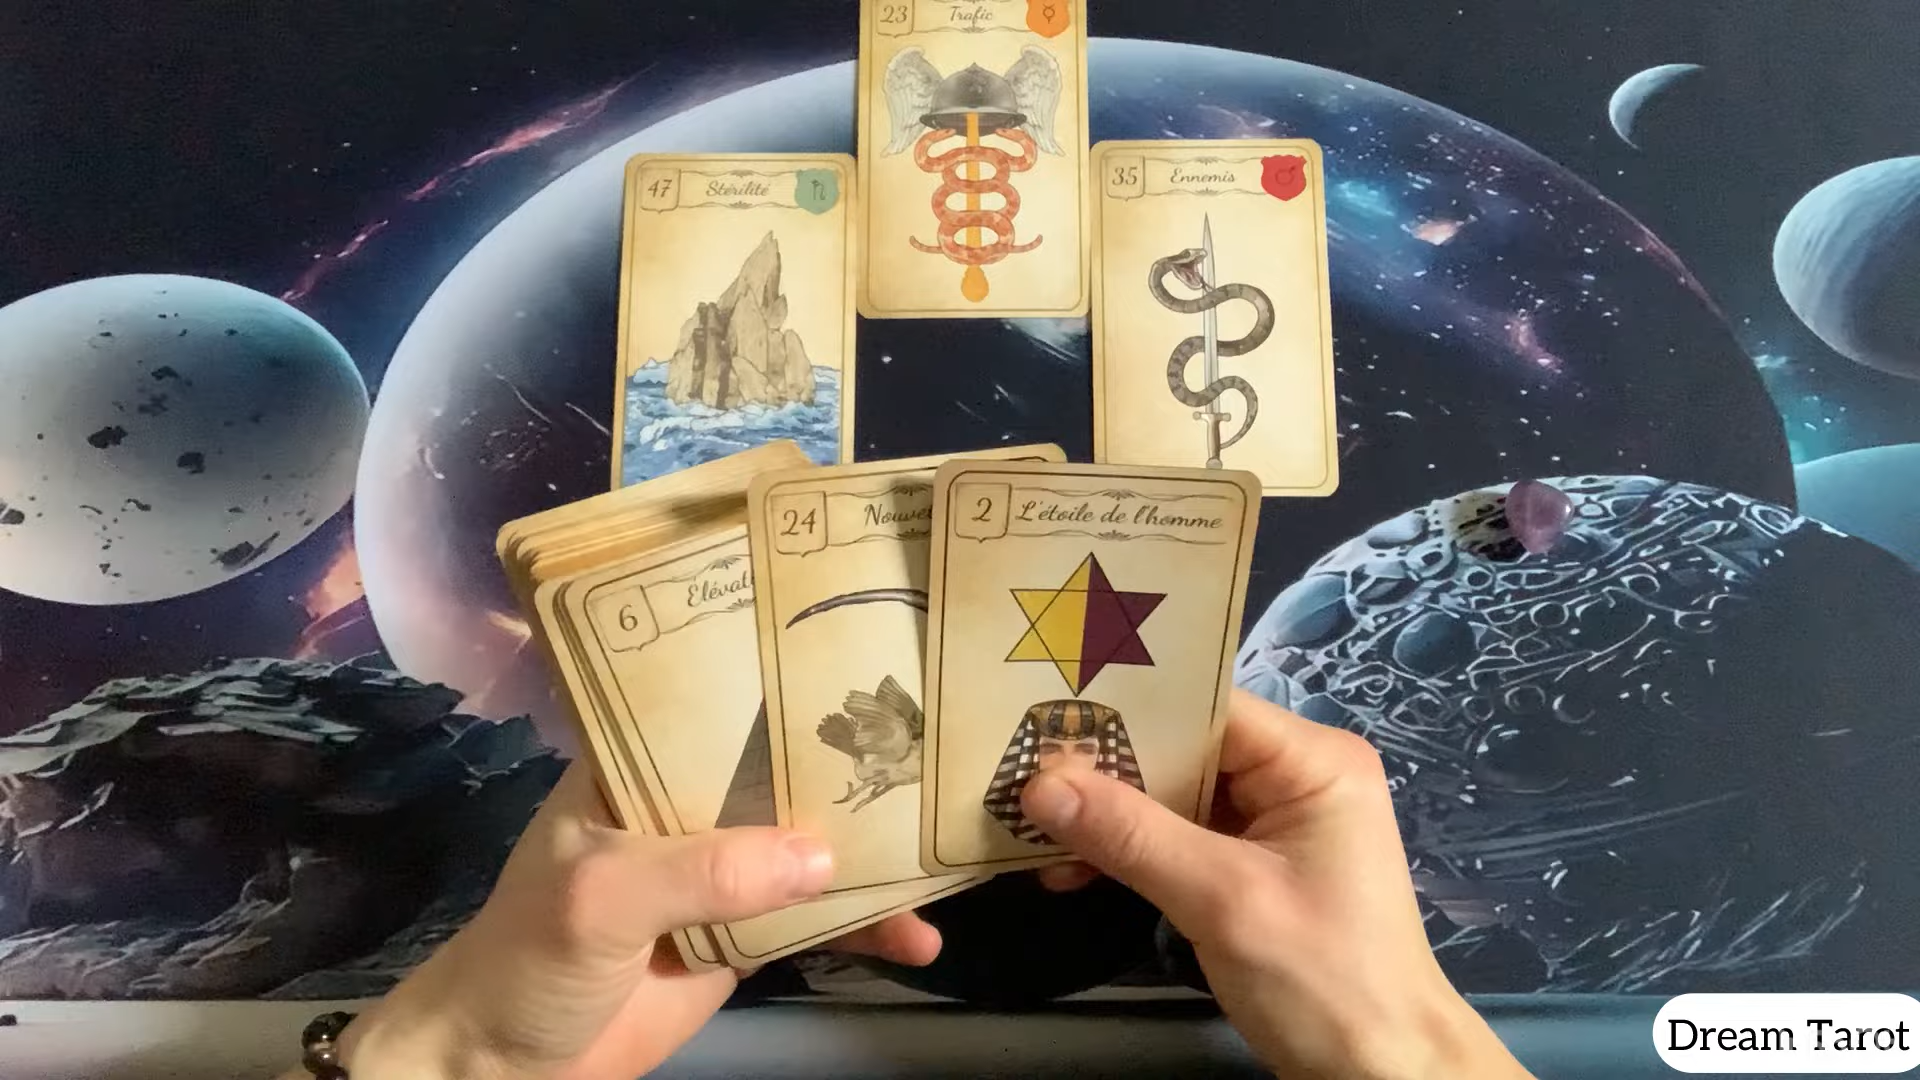 23 Trafic
47 Stérilité
35 Ennemis
6
24
2 L'étoile de l'homme
Dream Tarot